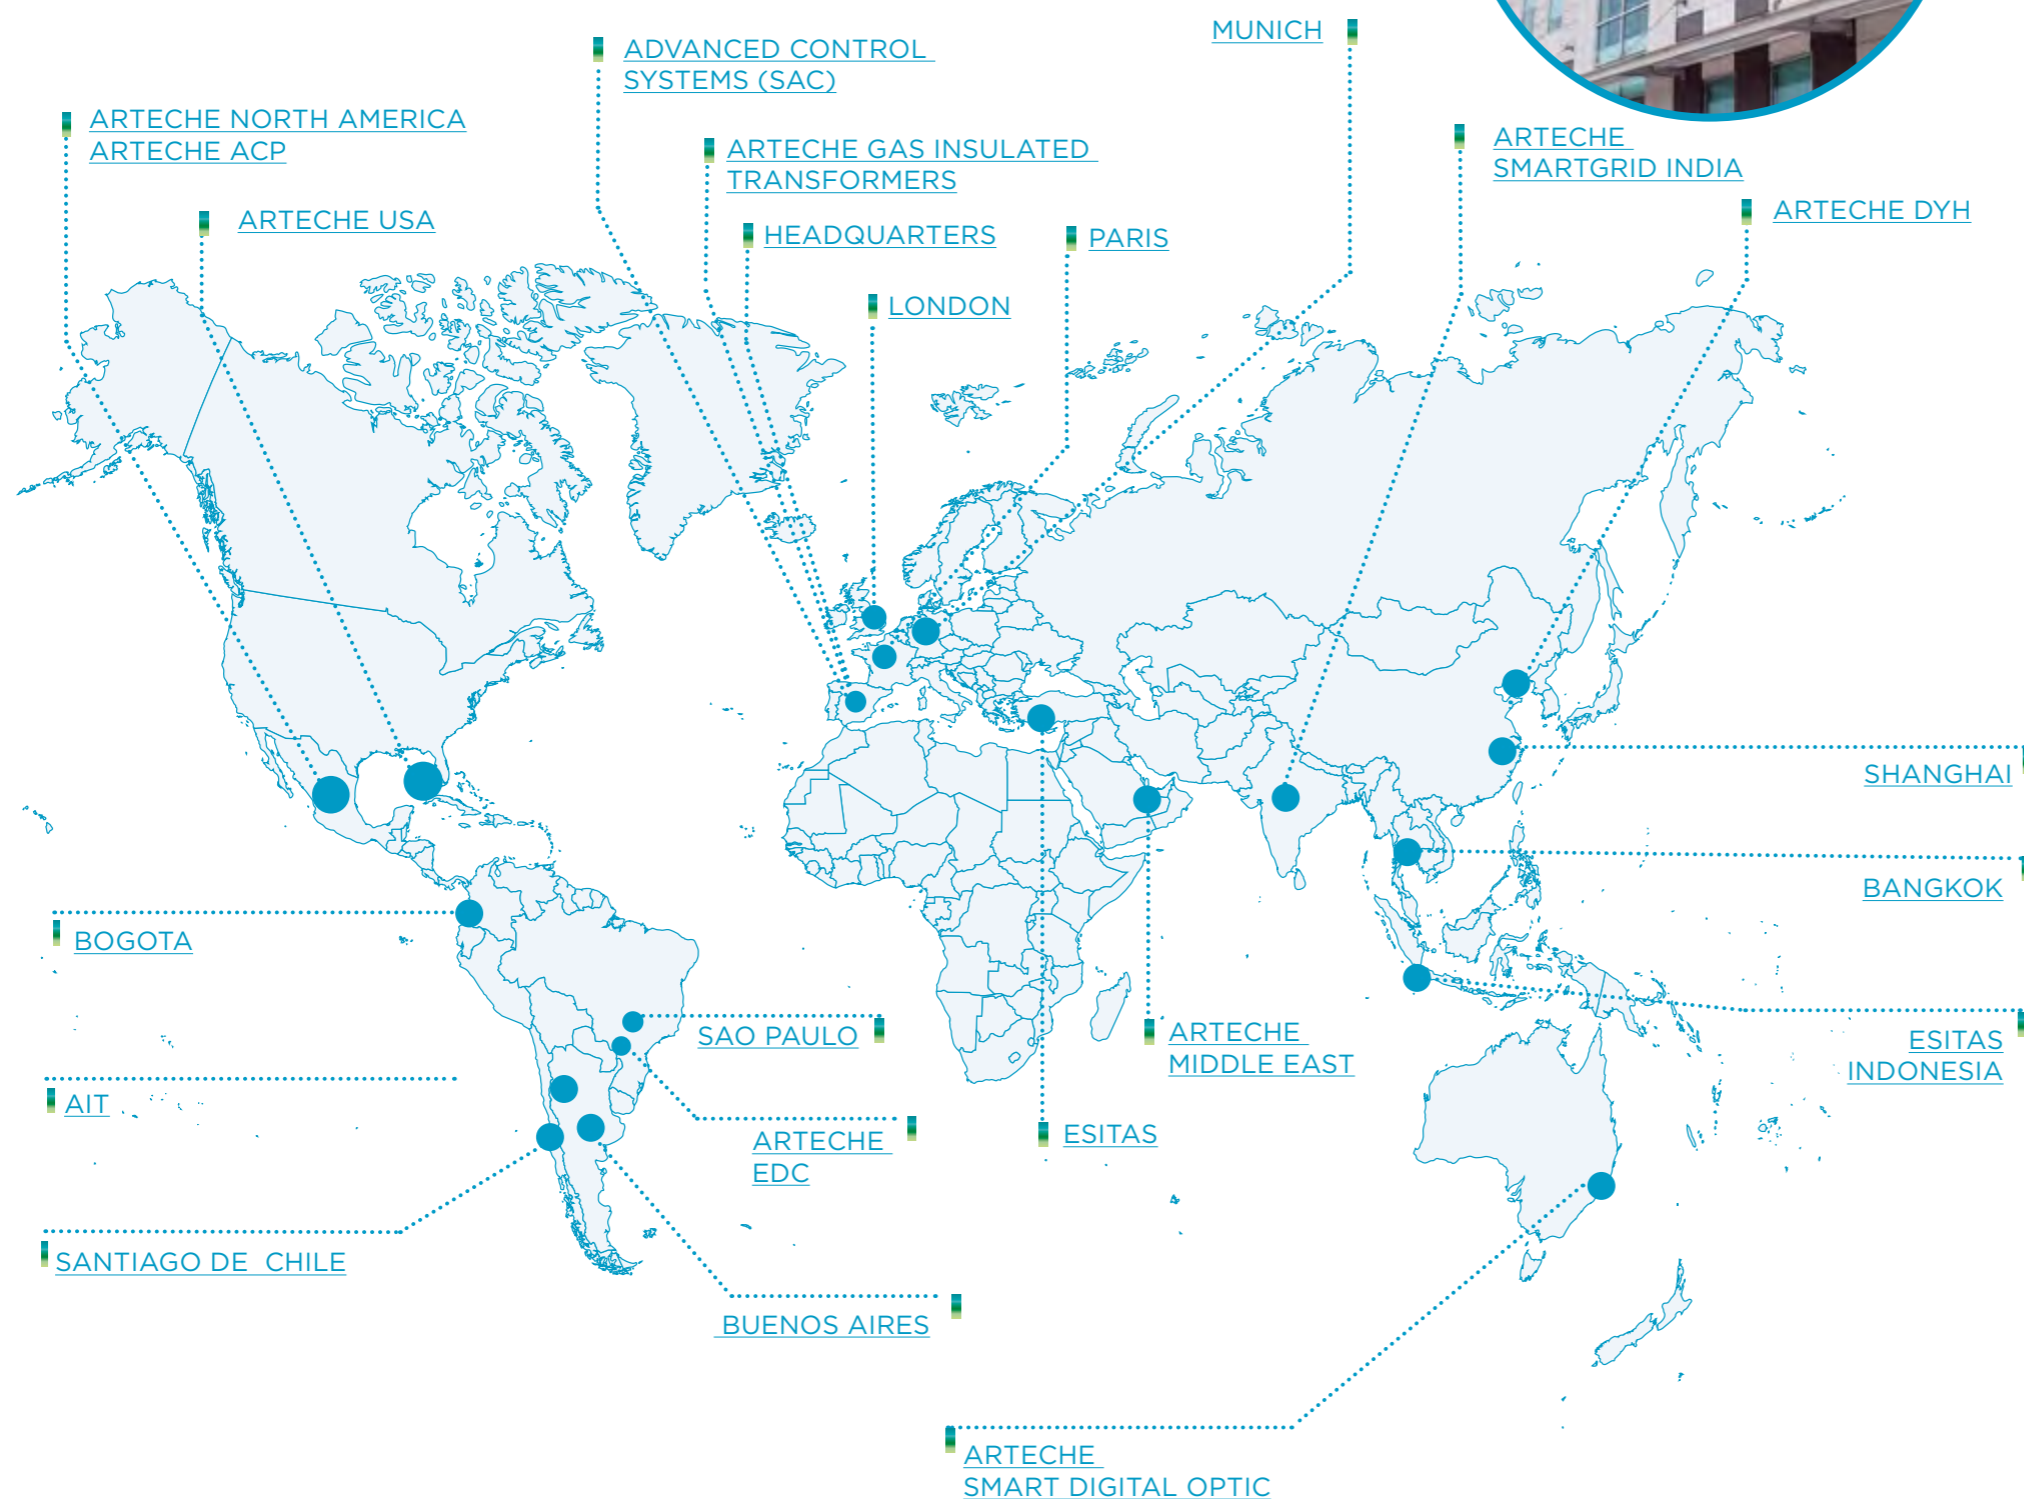 MUNICH
ADVANCED CONTROL
SYSTEMS (SAC)
ARTECHE NORTH AMERICA
ARTECHE ACP
ARTECHE GAS INSULATED
TRANSFORMERS
ARTECHE
SMARTGRID INDIA
ARTECHE USA
HEADQUARTERS
PARIS
ARTECHE DYH
LONDON
SHANGHAI
BANGKOK
BOGOTA
SAO PAULO
ARTECHE
MIDDLE EAST
ESITAS
INDONESIA
AIT
ARTECHE
EDC
ESITAS
SANTIAGO DE  CHILE
BUENOS AIRES
ARTECHE
SMART DIGITAL OPTIC